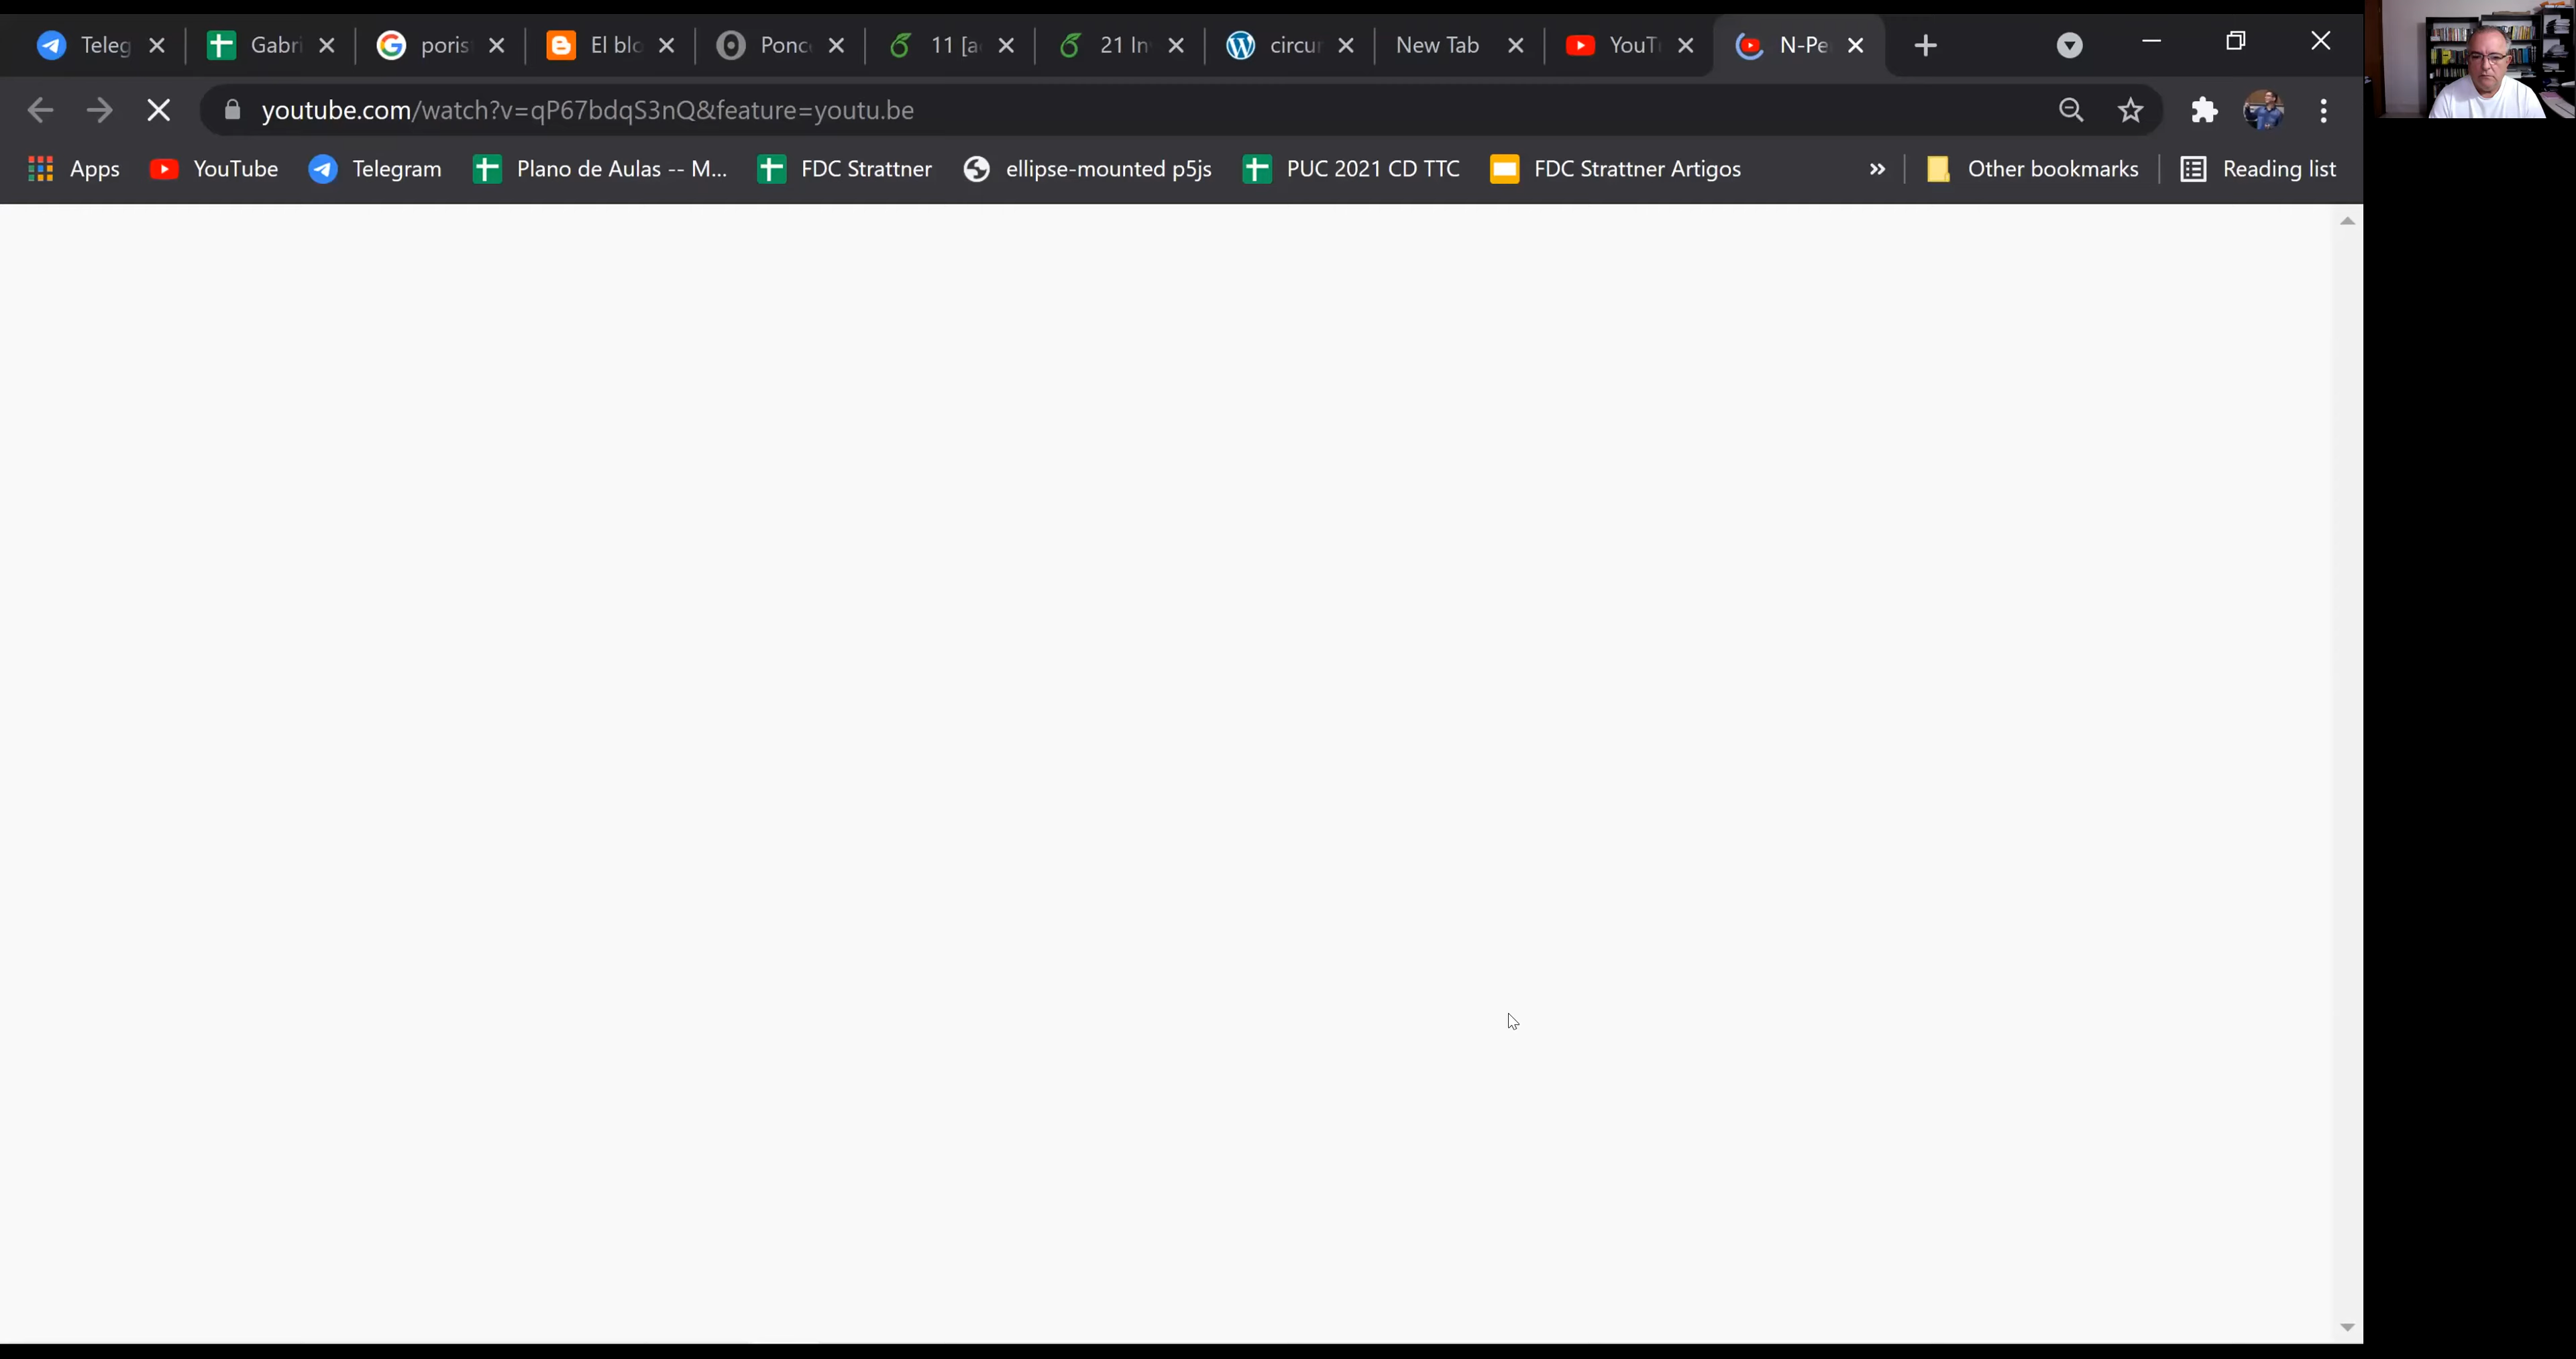 Teleg Gabri poris El blo Ponc 11 [a 21 In circur New Tab YouT N-Pe
youtube.com/watch?v=qP67bdqS3nQ&feature=youtu.be
Apps YouTube Telegram Plano de Aulas -- M... FDC Strattner ellipse-mounted p5js PUC 2021 CD TTC FDC Strattner Artigos » Other bookmarks Reading list